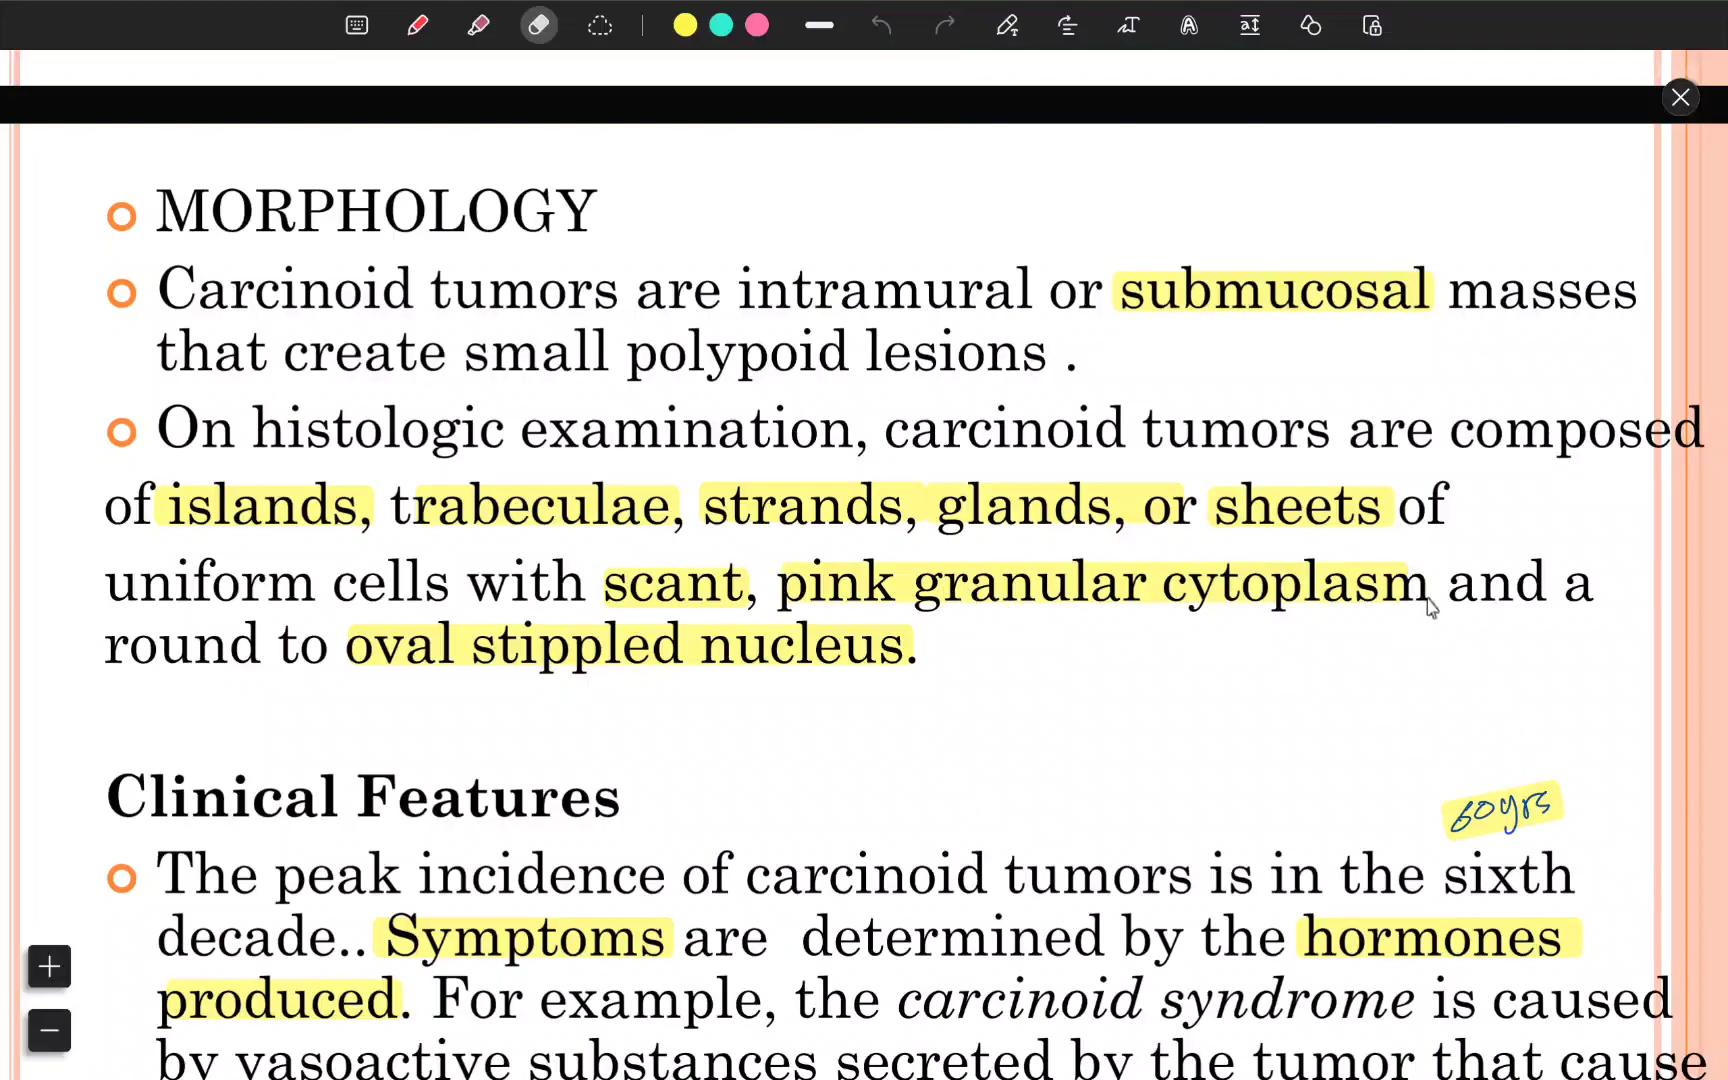 MORPHOLOGY
Carcinoid tumors are intramural or submucosal masses
that create small polypoid lesions .
On histologic examination, carcinoid tumors are composed
of islands, trabeculae, strands, glands, or sheets of
uniform cells with scant, pink granular cytoplasm and a
round to oval stippled nucleus.
Clinical Features
60yrs
The peak incidence of carcinoid tumors is in the sixth
decade.. Symptoms are determined by the hormones
produced. For example, the carcinoid syndrome is caused
by vasoactive substances secreted by the tumor that cause